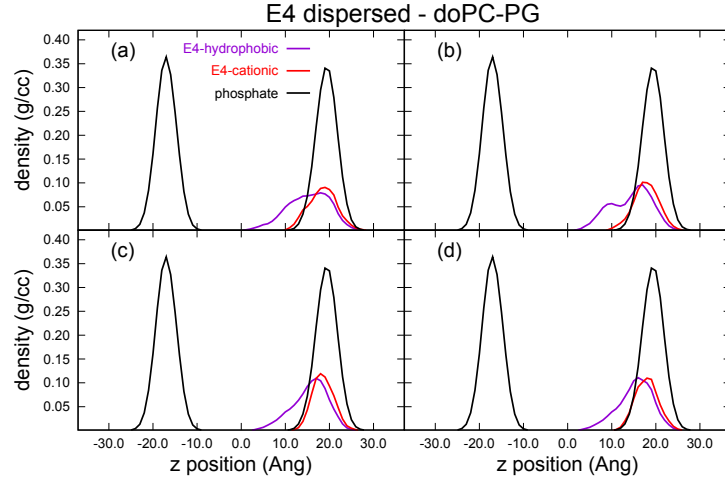 E4 dispersed - doPC-PG
(a)
E4-hydrophobic
E4-cationic
phosphate
(b)
density (g/cc)
0.40
0.35
0.30
0.25
0.20
0.15
0.10
0.05
(c)
(d)
density (g/cc)
0.40
0.35
0.30
0.25
0.20
0.15
0.10
0.05
-30.0 -20.0 -10.0 0.0 10.0 20.0 30.0
-30.0 -20.0 -10.0 0.0 10.0 20.0 30.0
z position (Ang)
z position (Ang)